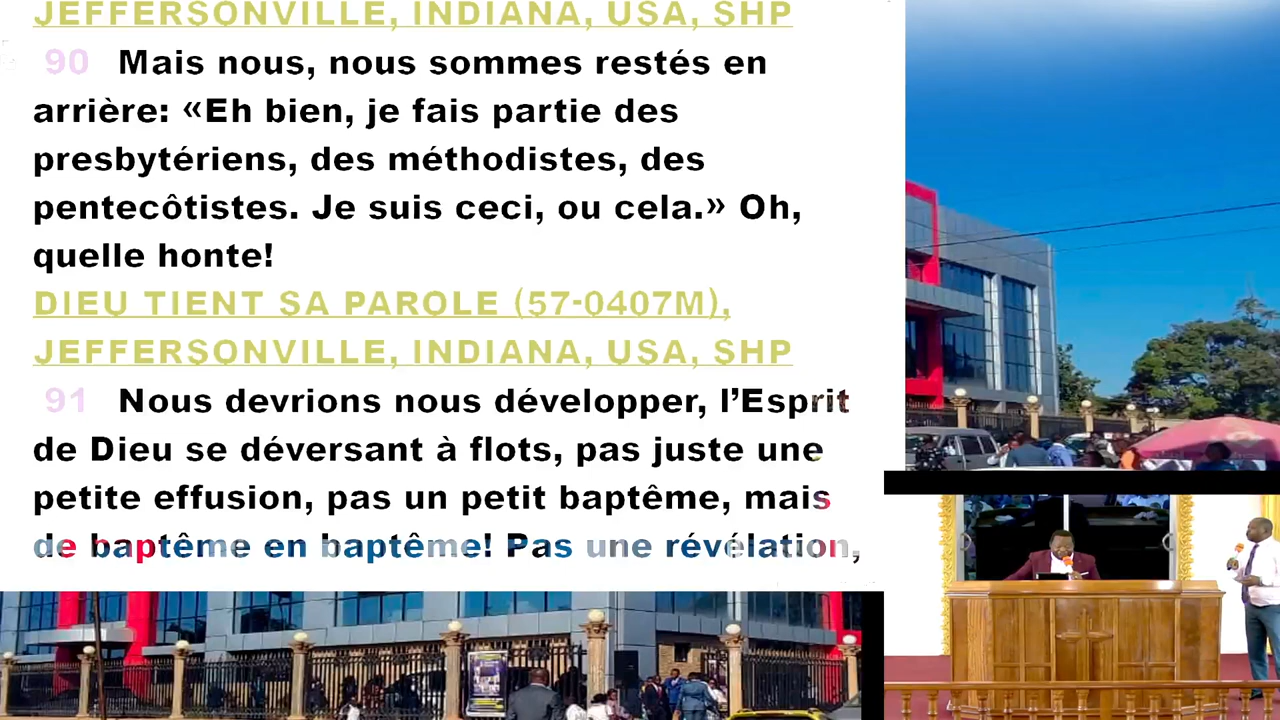 JEFFERSONVILLE, INDIANA, USA, SHP
90 Mais nous, nous sommes restés en
arrière: «Eh bien, je fais partie des
presbytériens, des méthodistes, des
pentecôtistes. Je suis ceci, ou cela.» Oh,
quelle honte!
DIEU TIENT SA PAROLE (57-0407M),
JEFFERSONVILLE, INDIANA, USA, SHP
91 Nous devrions nous développer, l’Esprit
de Dieu se déversant à flots, pas juste une
petite effusion, pas un petit baptême, mais
de baptême en baptême! Pas une révélation,